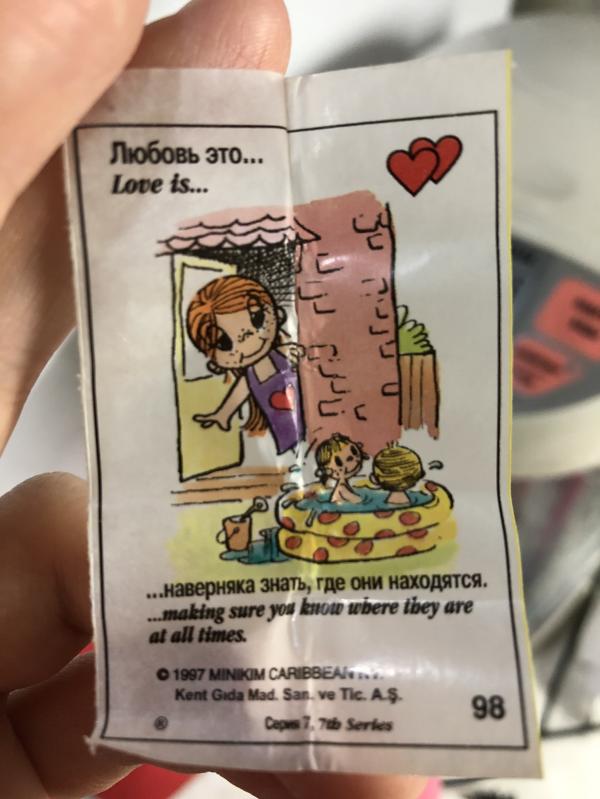 Любовь это...
Love is...
...наверняка знать, где они находятся.
...making sure you know where they are
at all times.
© 1997 MINIKIM CARIBBEAN N.V.
Kent Gıda Mad. San. ve Tic. A.Ş.
98
® Серия 7, 7th Series